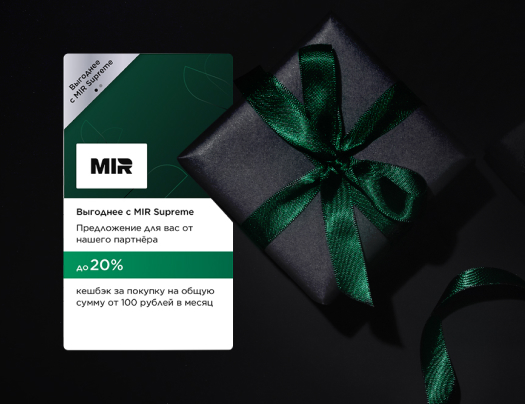 Выгоднее
с MIR Supreme
MIR
Выгоднее с MIR Supreme
Предложение для вас от
нашего партнёра
до 20%
кешбэк за покупку на общую
сумму от 100 рублей в месяц